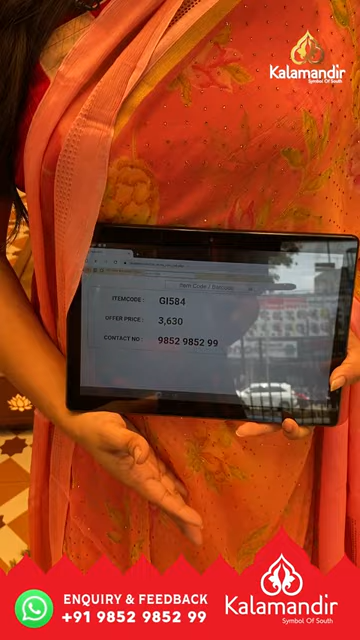 Kalamandir
Symbol Of South
Item Code / Barcode
ITEMCODE : GI584
OFFER PRICE : 3,630
CONTACT NO : 9852 9852 99
ENQUIRY & FEEDBACK
+91 9852 9852 99
Kalamandir
Symbol Of South